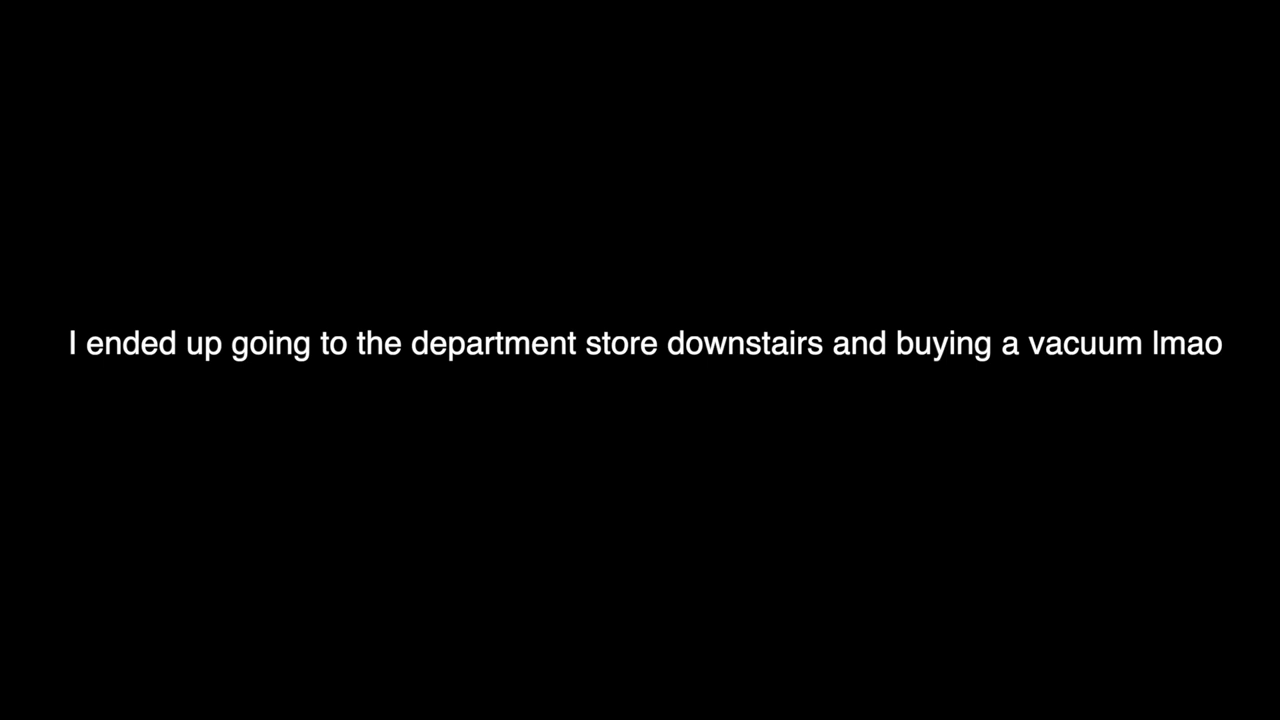 I ended up going to the department store downstairs and buying a vacuum lmao